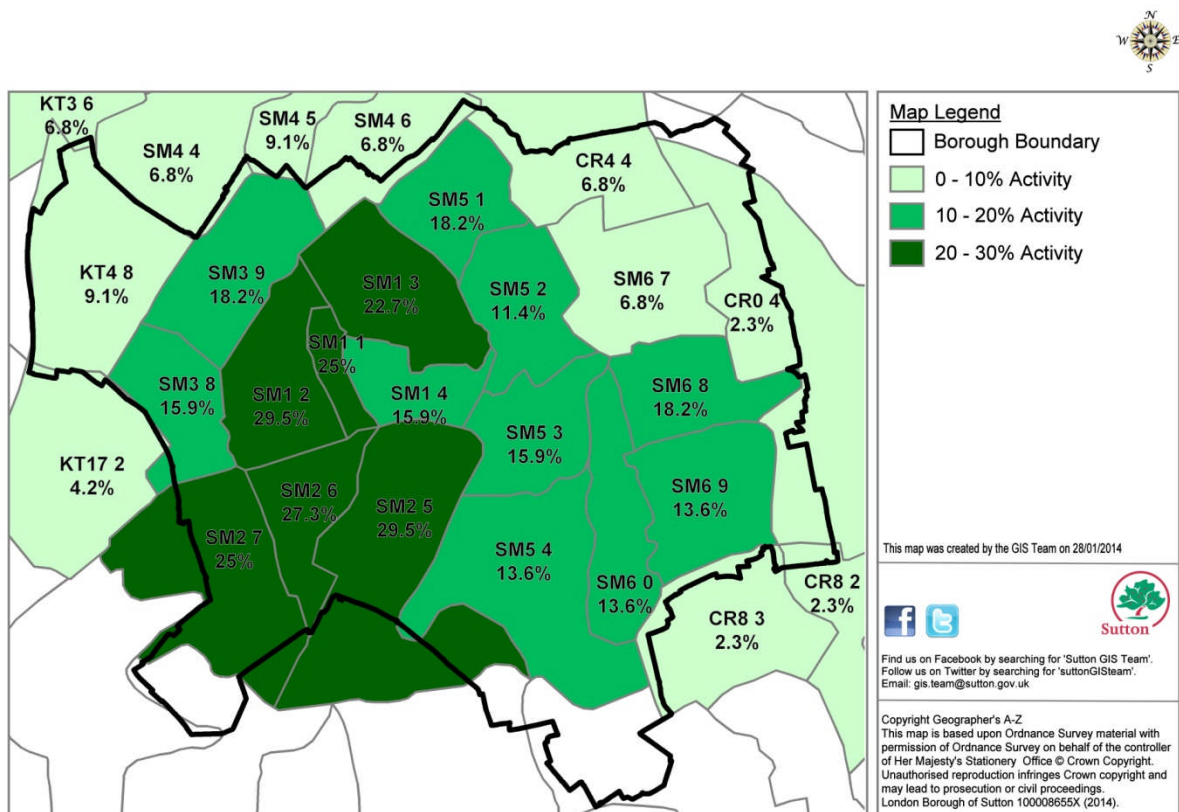 N
W
E
S
KT3 6
6.8%
SM4 4
6.8%
SM4 5
9.1%
SM4 6
6.8%
CR4 4
6.8%
SM5 1
18.2%
KT4 8
9.1%
SM3 9
18.2%
SM1 3
22.7%
SM5 2
11.4%
SM6 7
6.8%
CR0 4
2.3%
SM1 1
25%
SM3 8
15.9%
SM1 2
29.5%
SM1 4
15.9%
SM6 8
18.2%
SM5 3
15.9%
KT17 2
4.2%
SM2 6
27.3%
SM2 5
29.5%
SM6 9
13.6%
SM2 7
25%
SM5 4
13.6%
SM6 0
13.6%
CR8 3
2.3%
CR8 2
2.3%
Map Legend
Borough Boundary
0 - 10% Activity
10 - 20% Activity
20 - 30% Activity
This map was created by the GIS Team on 28/01/2014
f
t
Sutton
Find us on Facebook by searching for 'Sutton GIS Team'.
Follow us on Twitter by searching for 'suttonGISteam'.
Email: gis.team@sutton.gov.uk
Copyright Geographer's A-Z
This map is based upon Ordnance Survey material with
permission of Ordnance Survey on behalf of the controller
of Her Majesty's Stationery Office © Crown Copyright.
Unauthorised reproduction infringes Crown copyright and
may lead to prosecution or civil proceedings.
London Borough of Sutton 100008655X (2014).